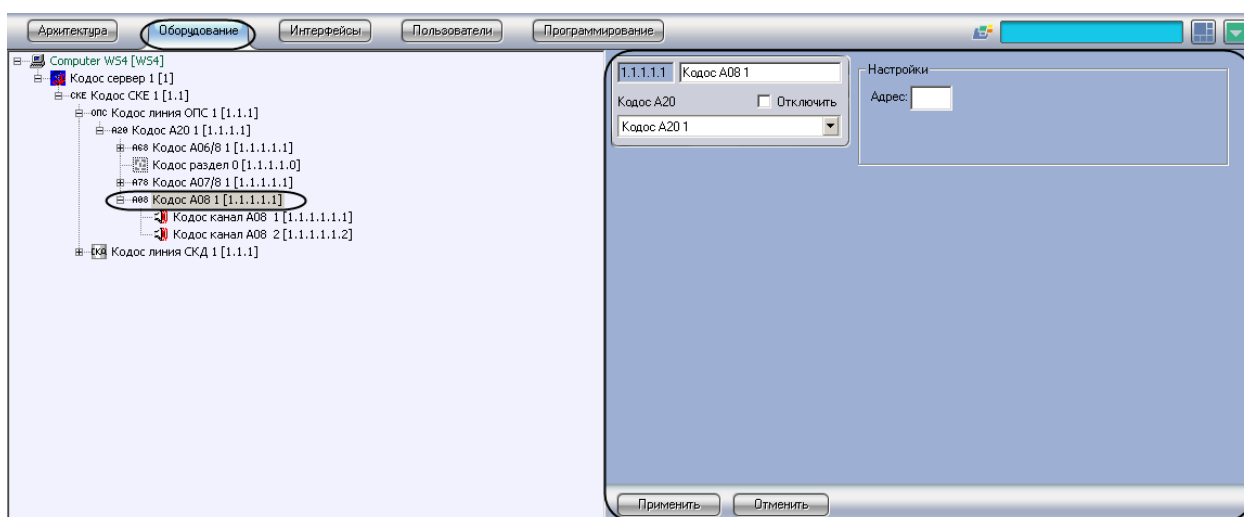 Архитектура Оборудование Интерфейсы Пользователи Программирование
Computer WS4 [WS4]
Кодос сервер 1 [1]
СКЕ Кодос СКЕ 1 [1.1]
ОПС Кодос линия ОПС 1 [1.1.1]
А20 Кодос А20 1 [1.1.1.1]
Кодос А06/8 1 [1.1.1.1.1]
Кодос раздел 0 [1.1.1.1.0]
Кодос А07/8 1 [1.1.1.1.1]
Кодос А08 1 [1.1.1.1.1]
Кодос канал А08 1 [1.1.1.1.1.1]
Кодос канал А08 2 [1.1.1.1.1.2]
СКД Кодос линия СКД 1 [1.1.1]
1.1.1.1.1 Кодос А08 1
Кодос А20 Отключить
Кодос А20 1
Настройки
Адрес:
Применить Отменить